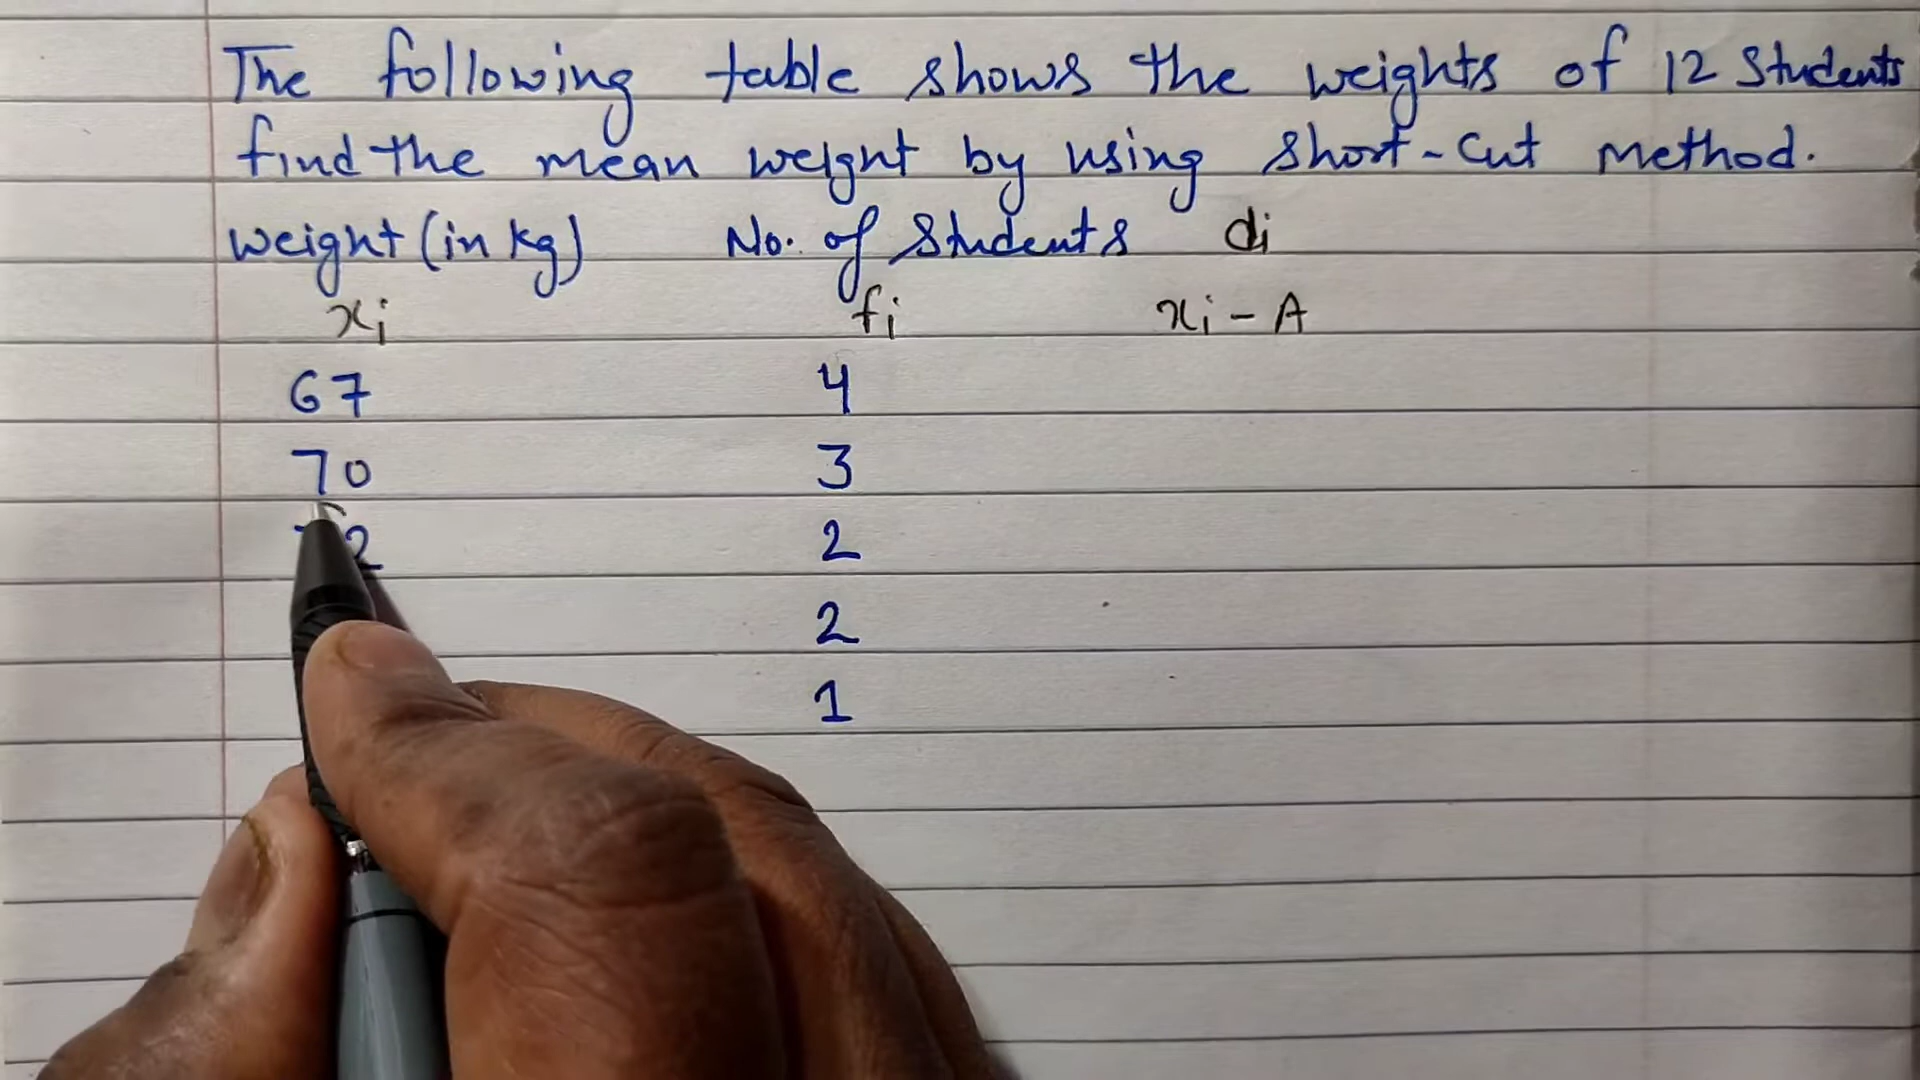 The following table shows the weights of 12 Students
find the mean weight by using short-cut method.
weight (in kg) No. of Students di
xi fi xi - A
67 4
70 3
2 2
2
1